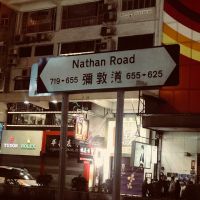 Nathan Road
719-655 彌敦道 655-625
TUDOR ROLEX